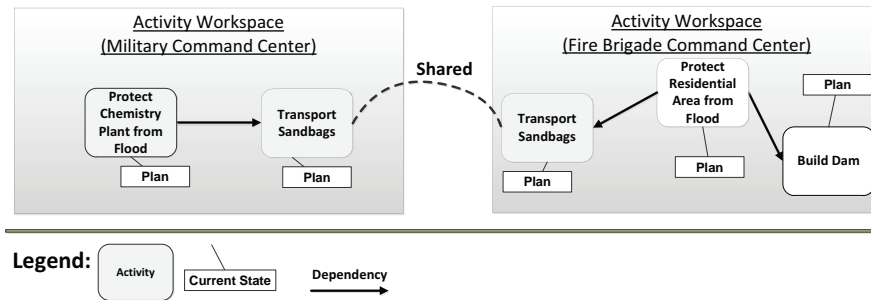 Activity Workspace
(Military Command Center)
Protect
Chemistry
Plant from
Flood
Plan
Transport
Sandbags
Plan
Shared
Activity Workspace
(Fire Brigade Command Center)
Transport
Sandbags
Plan
Protect
Residential
Area from
Flood
Plan
Plan
Build Dam
Legend:
Activity
Current State
Dependency